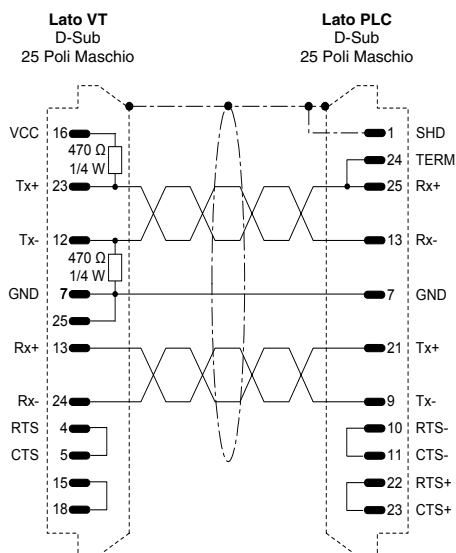 Lato VT
D-Sub
25 Poli Maschio
Lato PLC
D-Sub
25 Poli Maschio
VCC 16
470 Ω
1/4 W
Tx+ 23
Tx- 12
470 Ω
1/4 W
GND 7
25
Rx+ 13
Rx- 24
RTS 4
CTS 5
15
18
1 SHD
24 TERM
25 Rx+
13 Rx-
7 GND
21 Tx+
9 Tx-
10 RTS-
11 CTS-
22 RTS+
23 CTS+